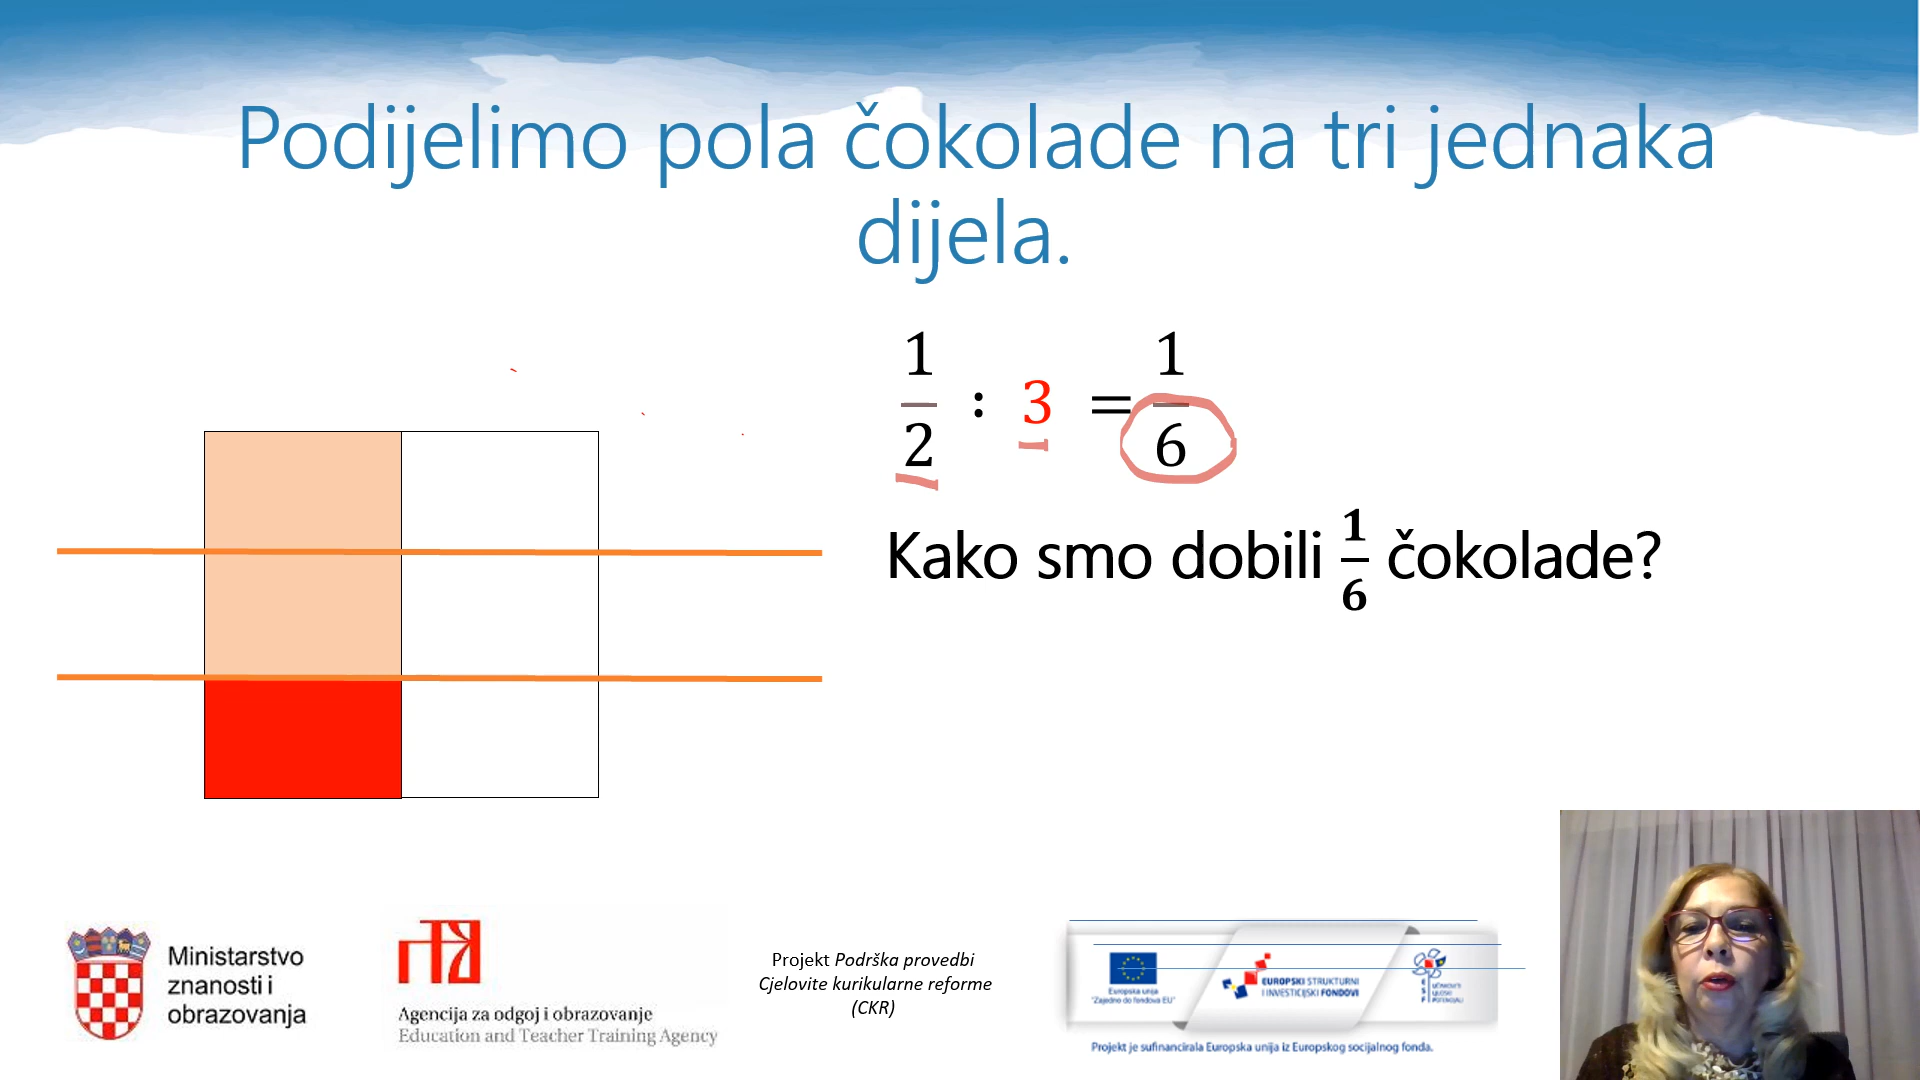 Podijelimo pola čokolade na tri jednaka
dijela.
1/2 : 3 = 1/6
Kako smo dobili 1/6 čokolade?
Ministarstvo
znanosti i
obrazovanja
Agencija za odgoj i obrazovanje
Education and Teacher Training Agency
Projekt Podrška provedbi
Cjelovite kurikularne reforme
(CKR)
Europska unija
"Zajedno do fondova EU"
EUROPSKI STRUKTURNI
I INVESTICIJSKI FONDOVI
ESF
Projekt je sufinancirala Europska unija iz Europskog socijalnog fonda.